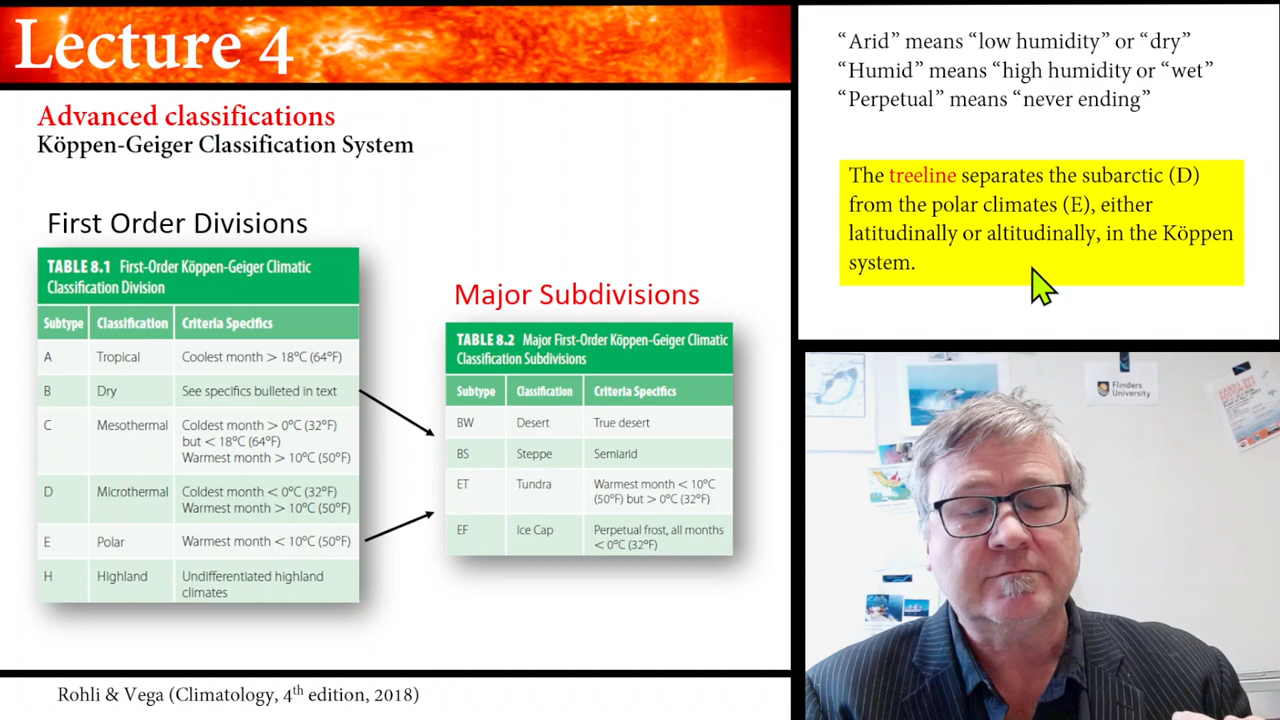 Lecture 4
Advanced classifications
Köppen-Geiger Classification System
First Order Divisions
TABLE 8.1 First-Order Köppen-Geiger Climatic
Classification Division
Subtype Classification Criteria Specifics
A Tropical Coolest month > 18°C (64°F)
B Dry See specifics bulleted in text
C Mesothermal Coldest month > 0°C (32°F)
but < 18°C (64°F)
Warmest month > 10°C (50°F)
D Microthermal Coldest month < 0°C (32°F)
Warmest month > 10°C (50°F)
E Polar Warmest month < 10°C (50°F)
H Highland Undifferentiated highland
climates
Major Subdivisions
TABLE 8.2 Major First-Order Köppen-Geiger Climatic
Classification Subdivisions
Subtype Classification Criteria Specifics
BW Desert True desert
BS Steppe Semiarid
ET Tundra Warmest month < 10°C
(50°F) but > 0°C (32°F)
EF Ice Cap Perpetual frost, all months
< 0°C (32°F)
Rohli & Vega (Climatology, 4th edition, 2018)
“Arid” means “low humidity” or “dry”
“Humid” means “high humidity or “wet”
“Perpetual” means “never ending”
The treeline separates the subarctic (D)
from the polar climates (E), either
latitudinally or altitudinally, in the Köppen
system.
Flinders
University